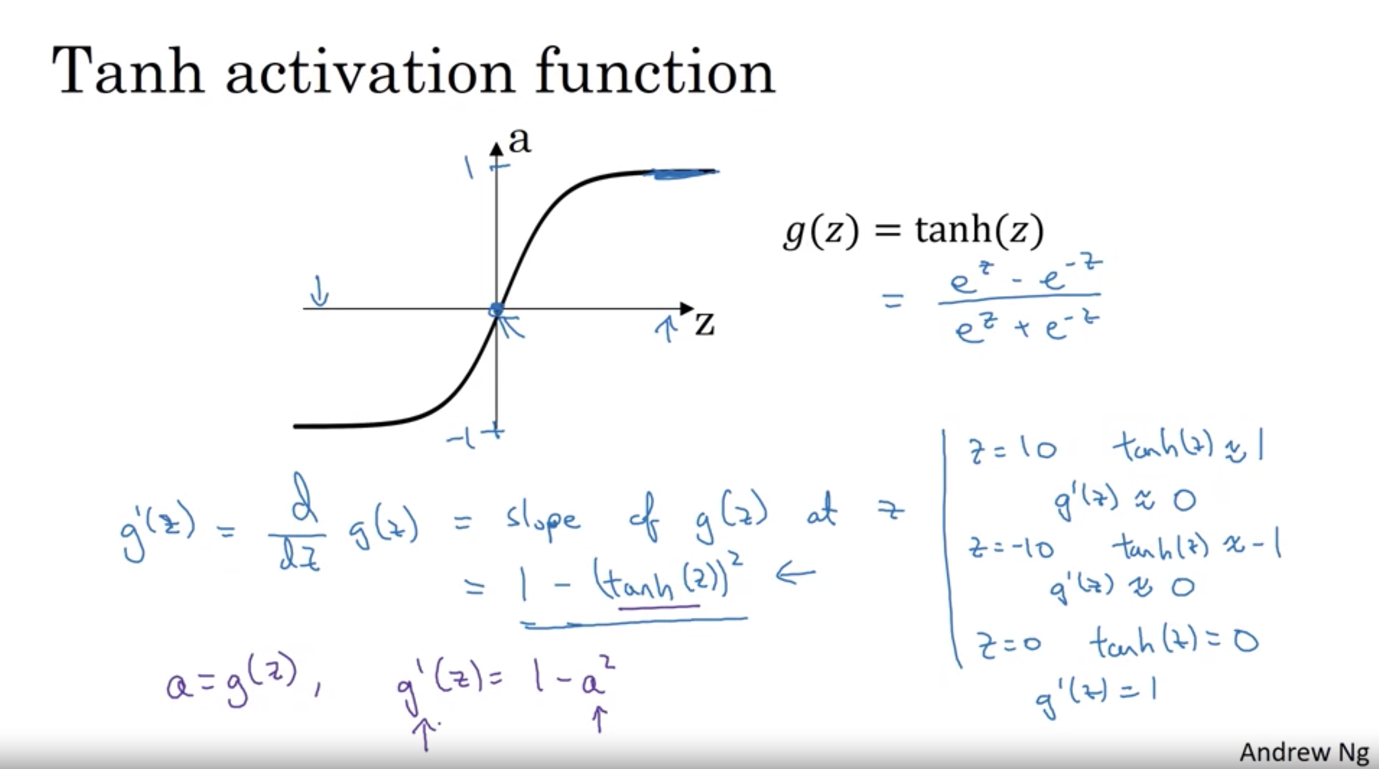 Tanh activation function
a
1
z
-1
g(z) = tanh(z)
= (e^z - e^-z) / (e^z + e^-z)
g'(z) = d/dz g(z) = slope of g(z) at z
= 1 - (tanh(z))² ←
a = g(z), g'(z) = 1 - a²
z = 10 tanh(z) ≈ 1
g'(z) ≈ 0
z = -10 tanh(z) ≈ -1
g'(z) ≈ 0
z = 0 tanh(z) = 0
g'(z) = 1
Andrew Ng